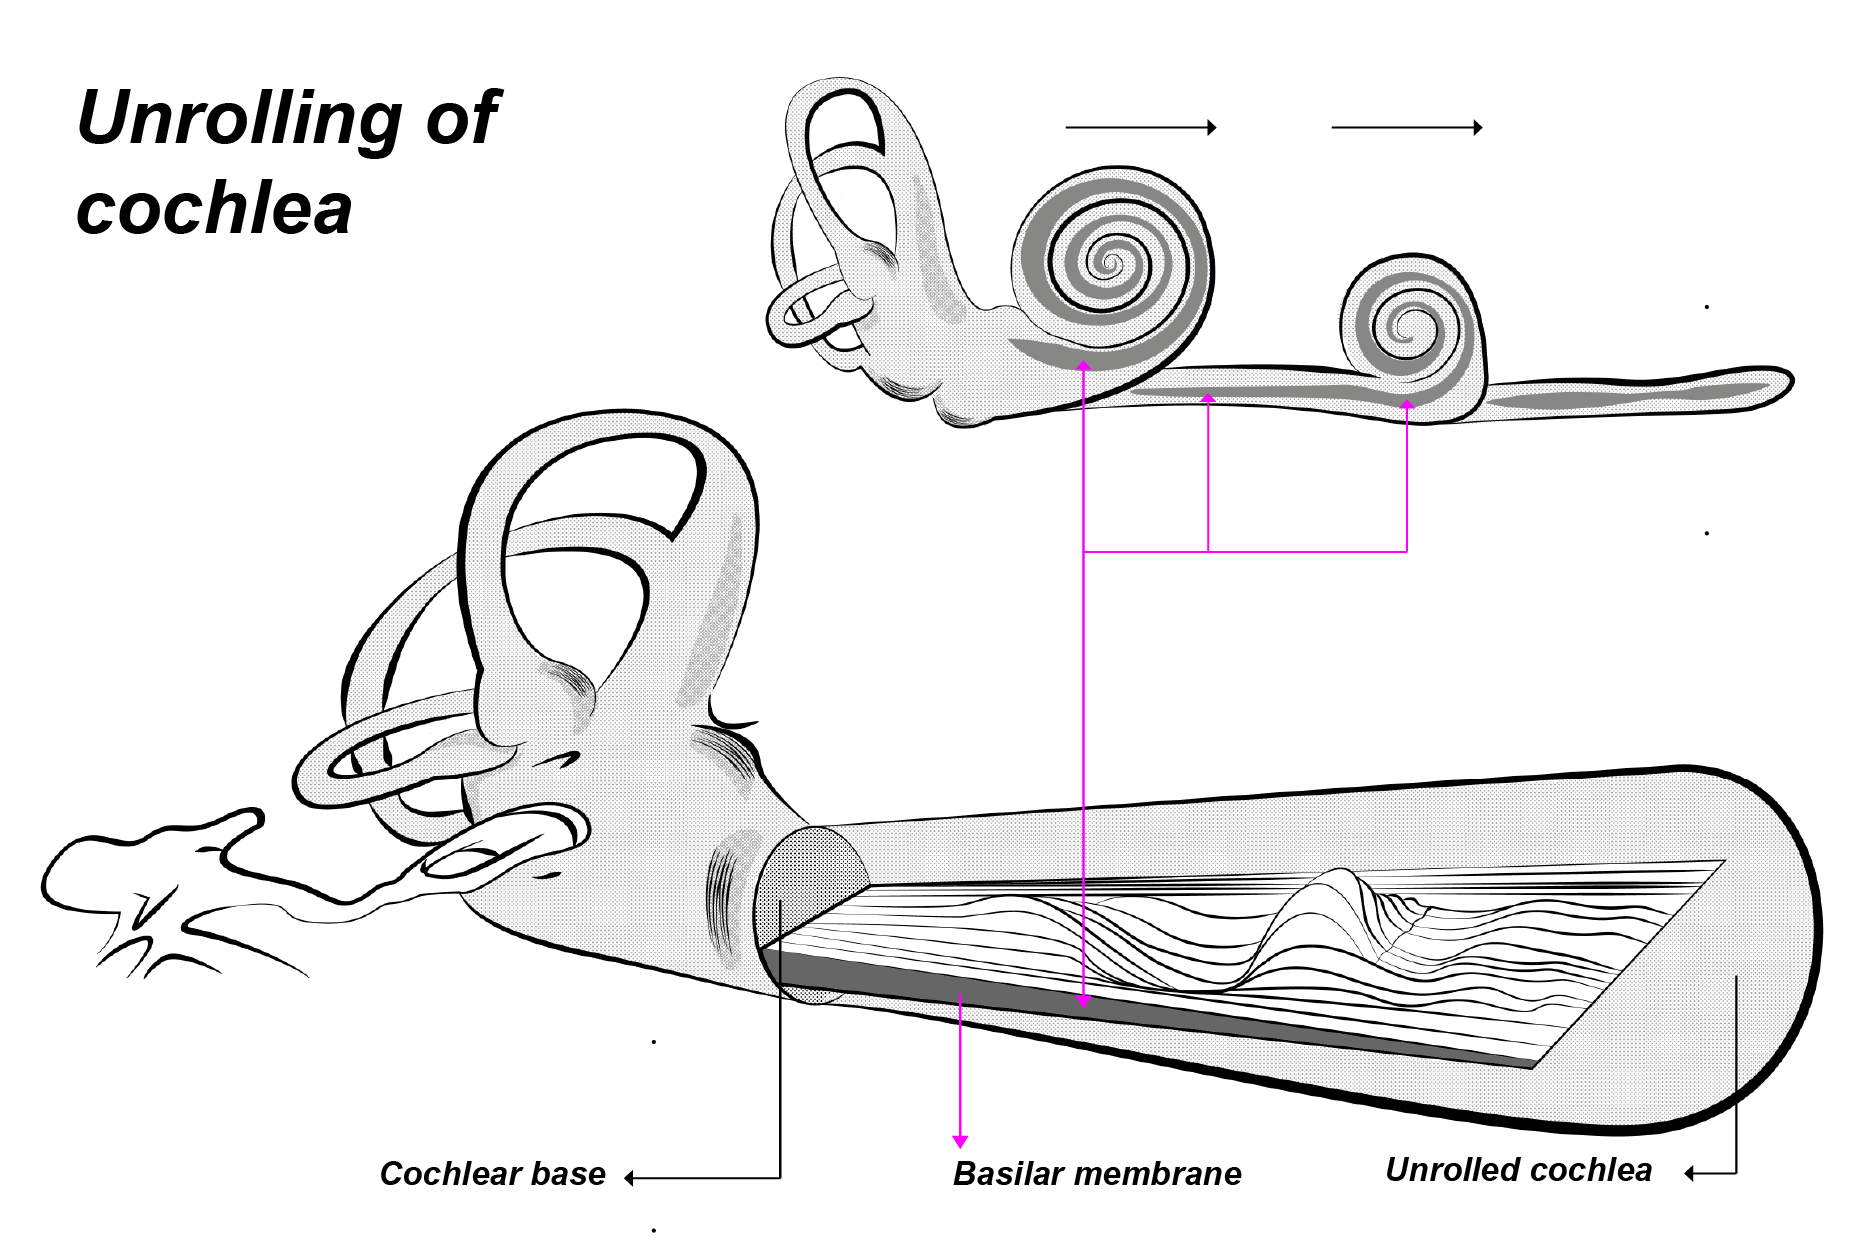 Unrolling of
cochlea
Cochlear base
Basilar membrane
Unrolled cochlea